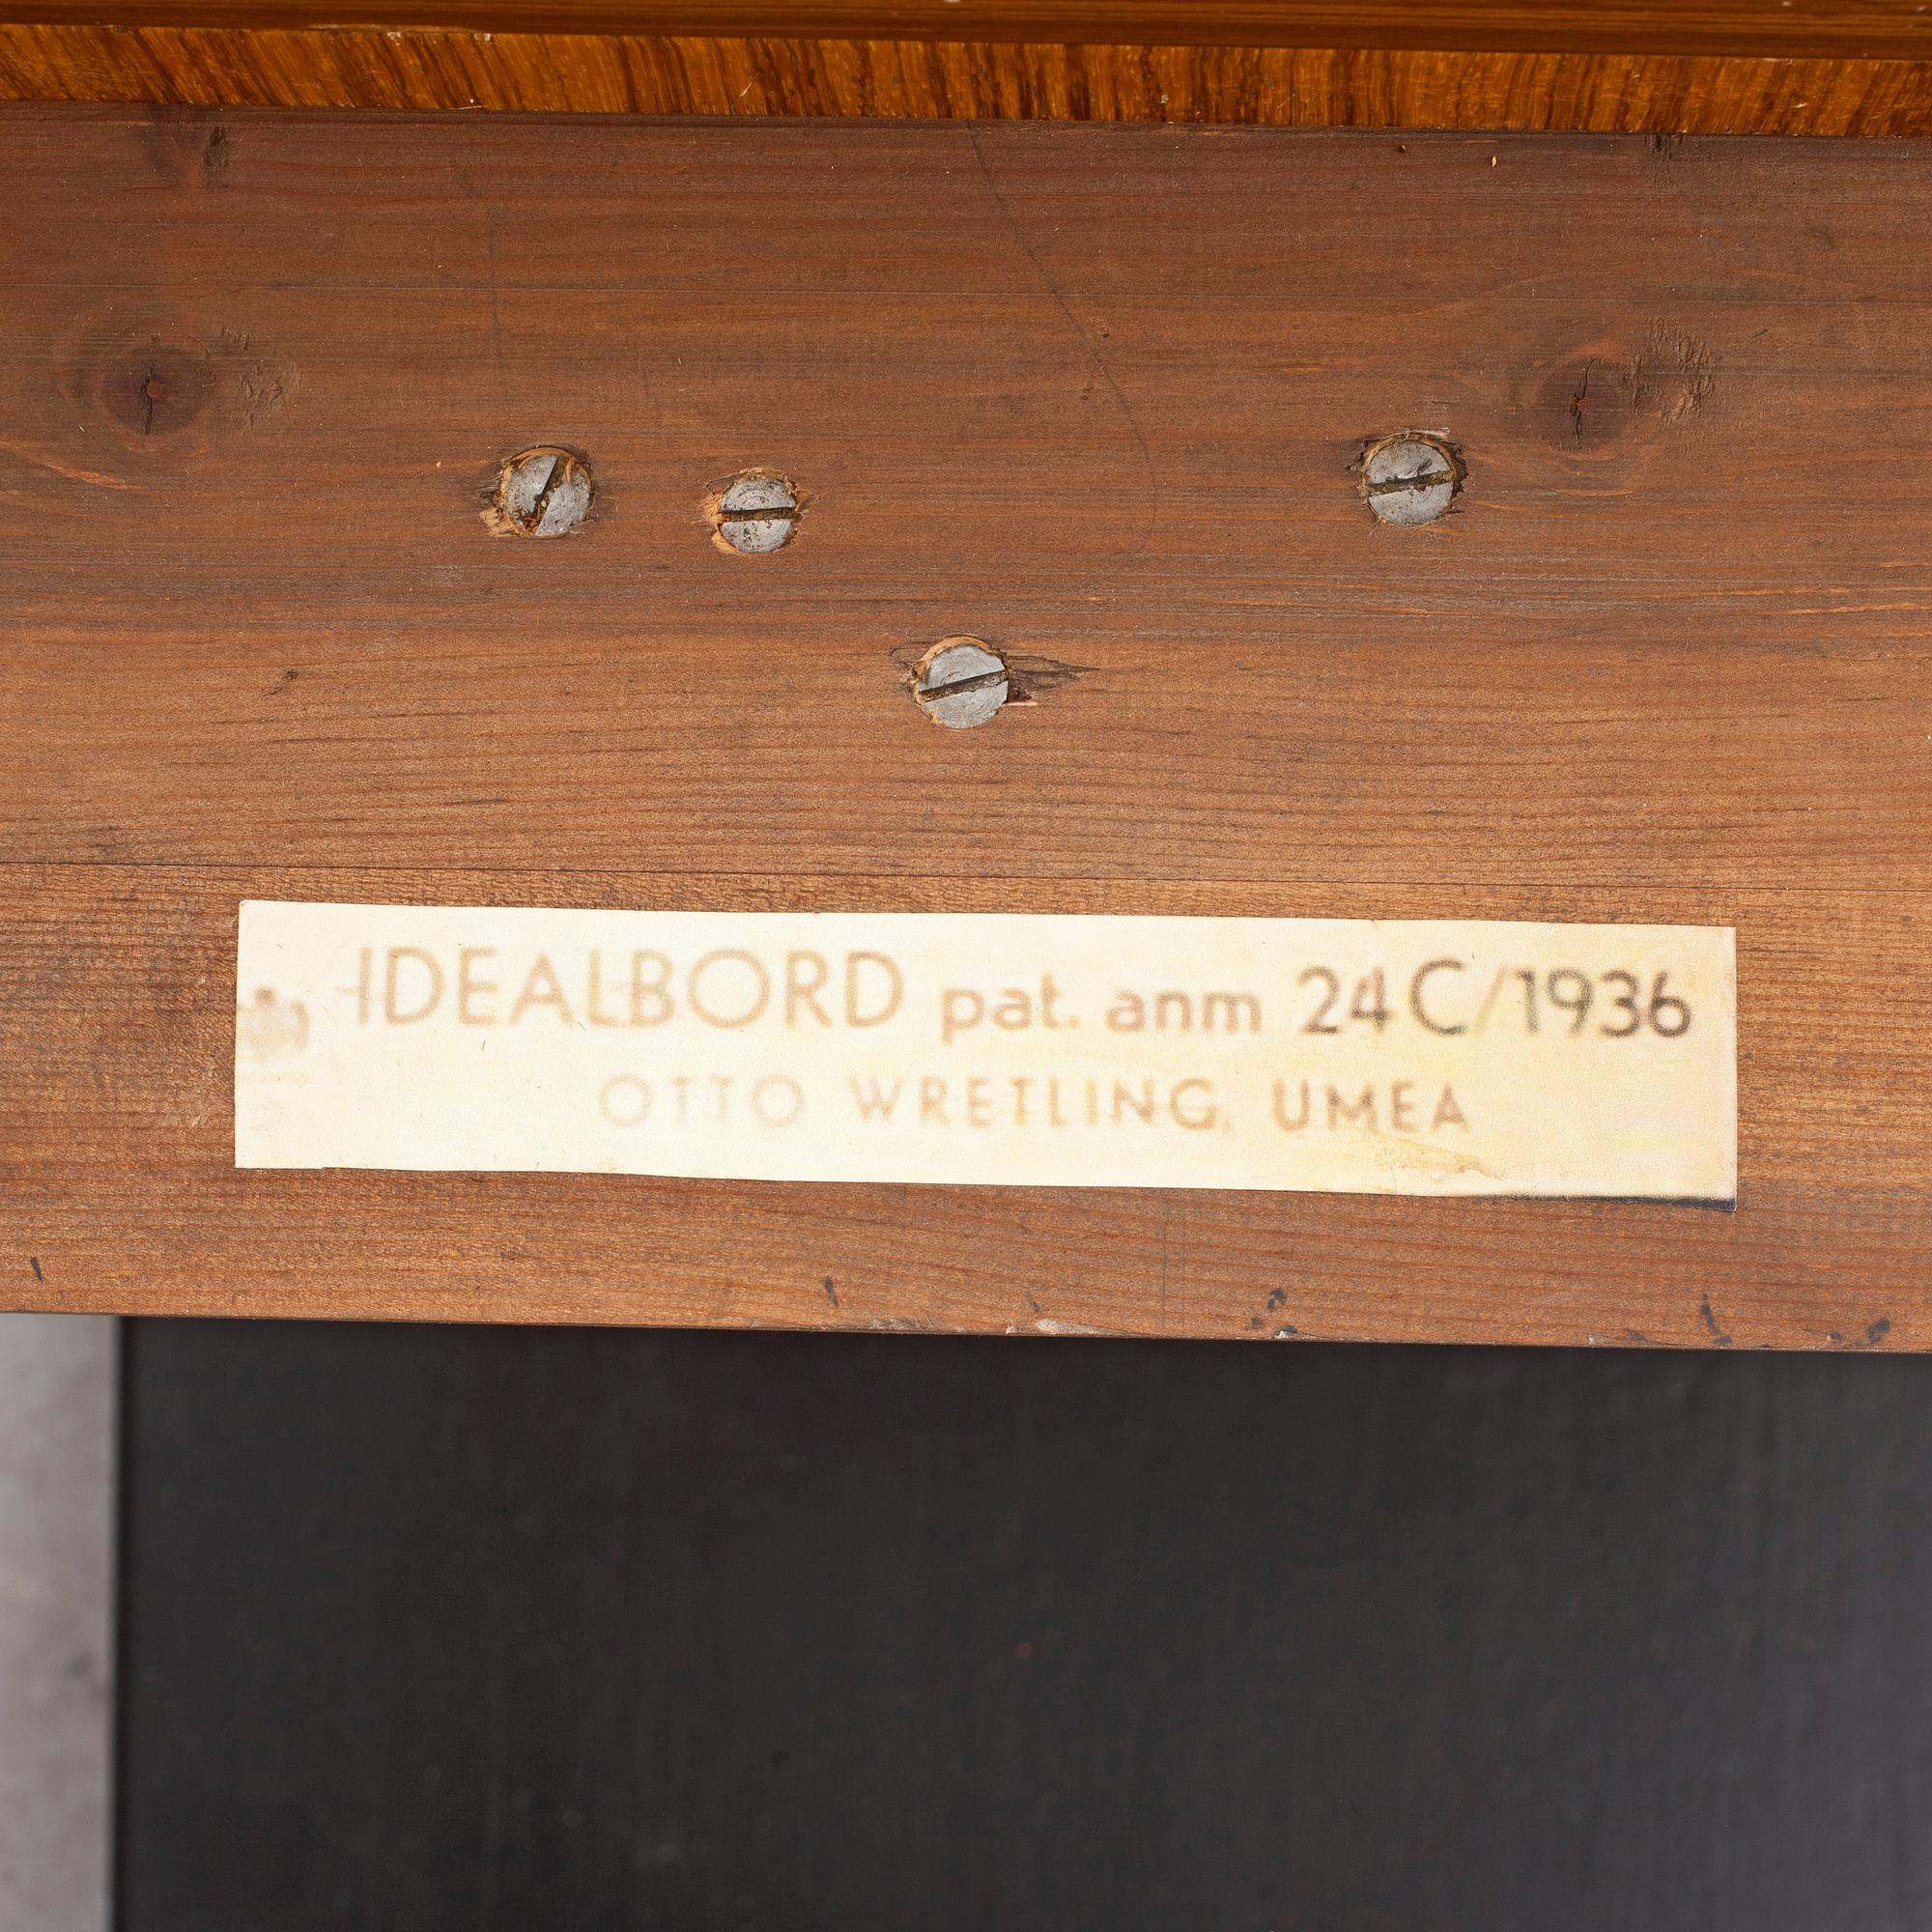 IDEALBORD pat. anm 24C/1936
OTTO WRETLING, UMEA